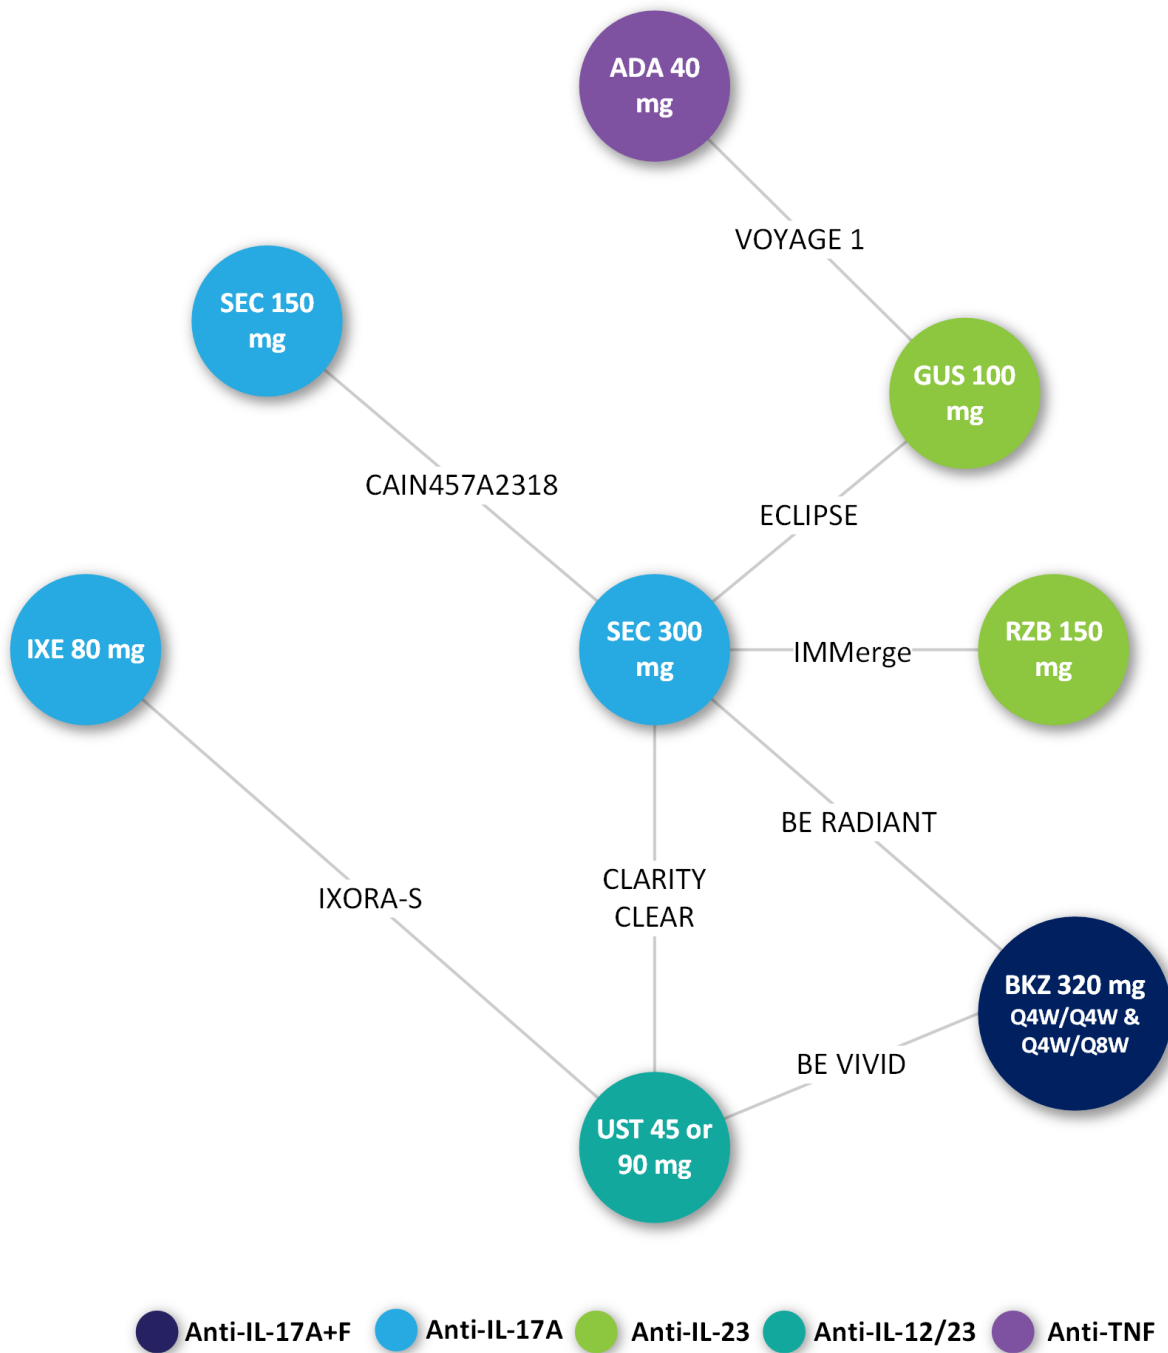 ADA 40
mg
VOYAGE 1
SEC 150
mg
GUS 100
mg
CAIN457A2318
ECLIPSE
IXE 80 mg
SEC 300
mg
IMMerge
RZB 150
mg
BE RADIANT
IXORA-S
CLARITY
CLEAR
BKZ 320 mg
Q4W/Q4W &
Q4W/Q8W
BE VIVID
UST 45 or
90 mg
Anti-IL-17A+F Anti-IL-17A Anti-IL-23 Anti-IL-12/23 Anti-TNF